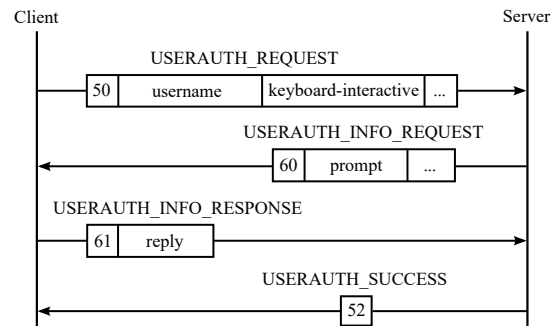 Client Server
USERAUTH_REQUEST
50 username keyboard-interactive ...
USERAUTH_INFO_REQUEST
60 prompt ...
USERAUTH_INFO_RESPONSE
61 reply
USERAUTH_SUCCESS
52